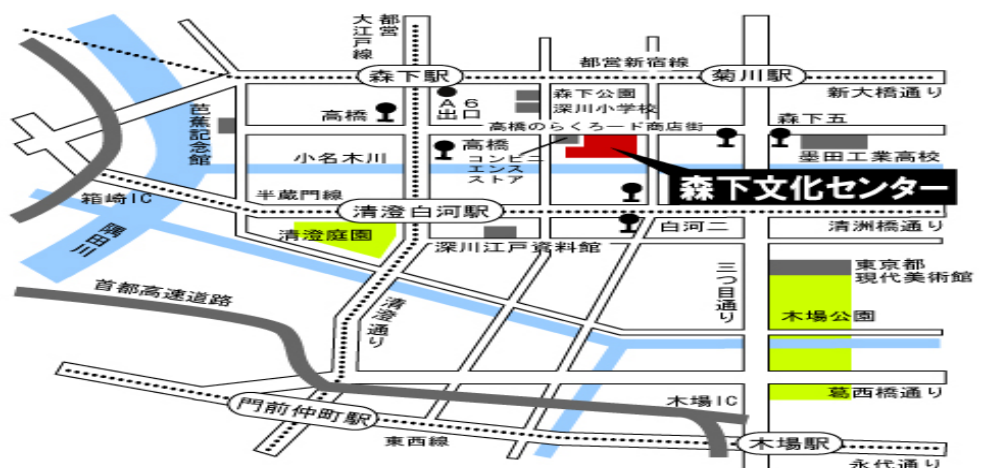 都営
大江戸線
森下駅
都営新宿線
菊川駅
新大橋通り
A6
出口
森下公園
深川小学校
高橋
芭蕉記念館
高橋のらくろード商店街
森下五
高橋
コンビニ
エンス
ストア
小名木川
墨田工業高校
森下文化センター
箱崎IC
半蔵門線
清澄白河駅
白河二
清洲橋通り
隅田川
清澄庭園
深川江戸資料館
三つ目通り
東京都
現代美術館
首都高速道路
清澄通り
木場公園
葛西橋通り
門前仲町駅
木場IC
東西線
木場駅
永代通り